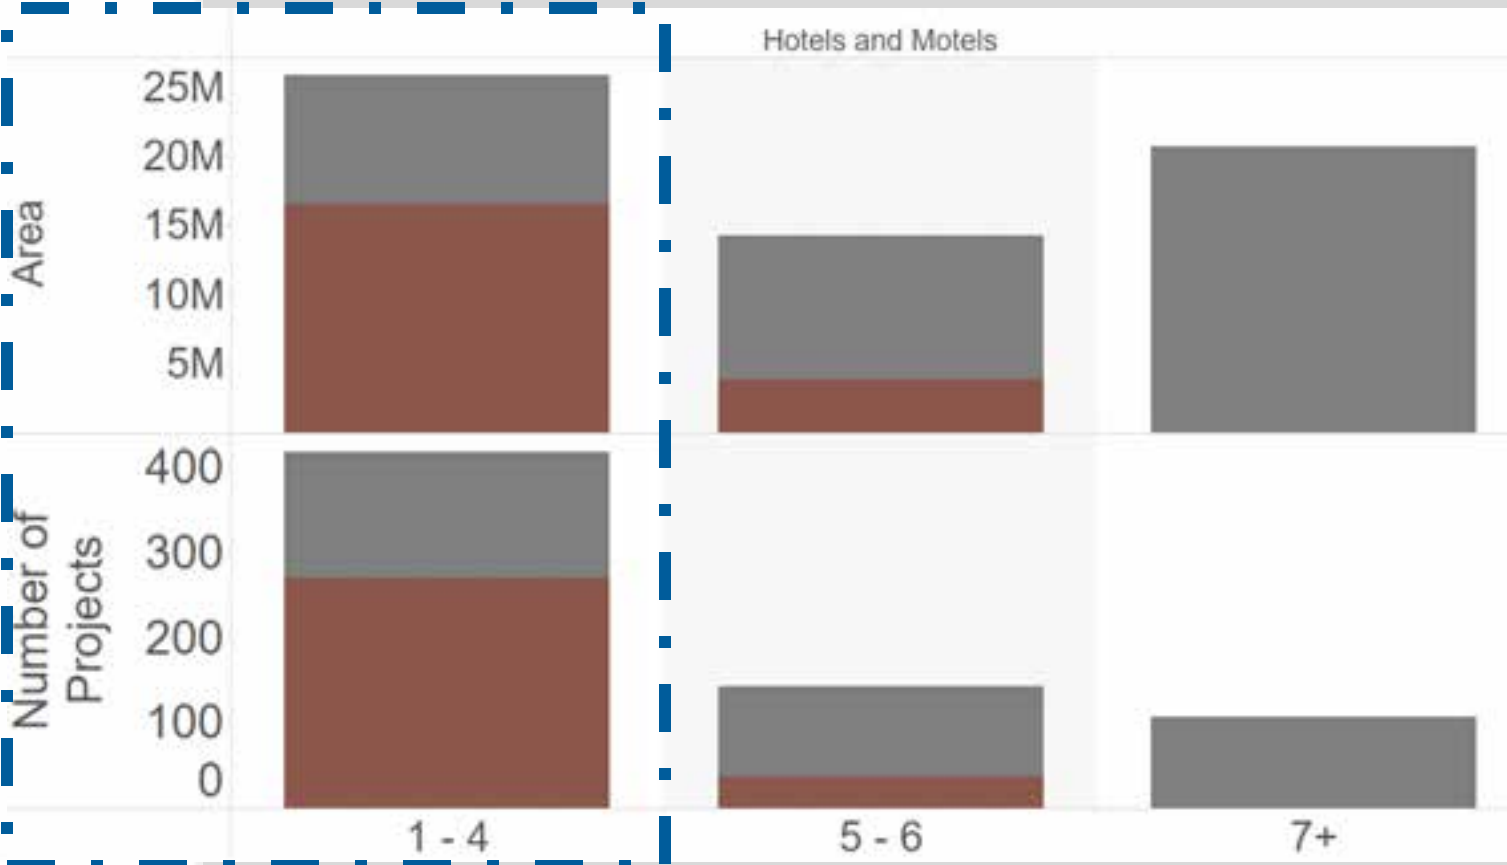 Hotels and Motels
25M
20M
15M
10M
5M
Area
400
300
200
100
0
Number of
Projects
1 - 4
5 - 6
7+